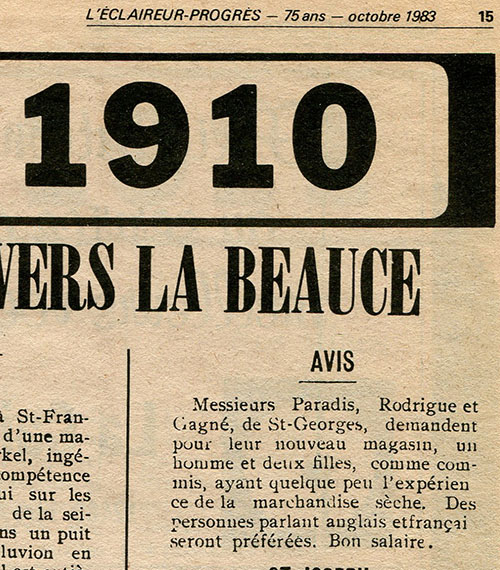 L'ÉCLAIREUR-PROGRÈS — 75 ans — octobre 1983 15
1910
VERS LA BEAUCE
à St-Fran-
d'une ma-
rkel, ingé-
ompétence
ui sur les
de la sei-
ns un puit
luvion en
AVIS
Messieurs Paradis, Rodrigue et
Gagné, de St-Georges, demandent
pour leur nouveau magasin, un
homme et deux filles, comme com-
mis, ayant quelque peu l'expérien
ce de la marchandise sèche. Des
personnes parlant anglais etfrançai
seront préférées. Bon salaire.